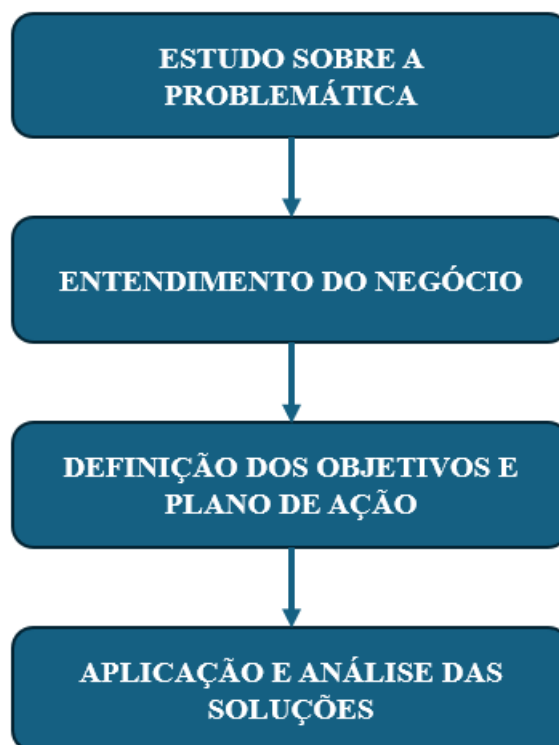 ESTUDO SOBRE A
PROBLEMÁTICA
ENTENDIMENTO DO NEGÓCIO
DEFINIÇÃO DOS OBJETIVOS E
PLANO DE AÇÃO
APLICAÇÃO E ANÁLISE DAS
SOLUÇÕES